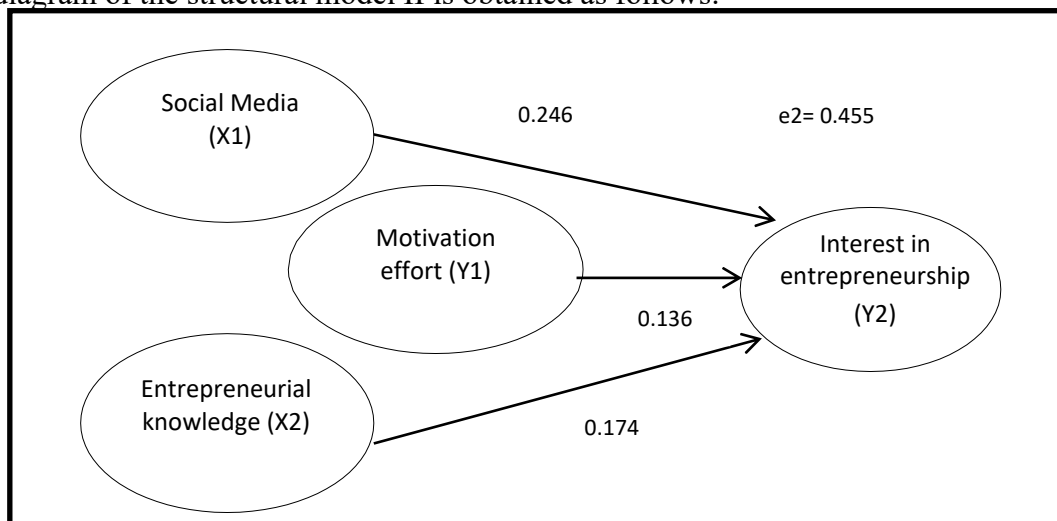 diagram of the structural model II is obtained as follows:
Social Media
(X1)
0.246
e2= 0.455
Motivation
effort (Y1)
Interest in
entrepreneurship
(Y2)
0.136
Entrepreneurial
knowledge (X2)
0.174